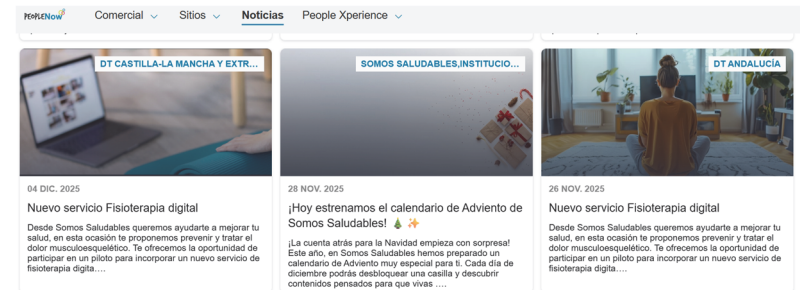 PEOPLENow
Comercial
Sitios
Noticias
People Xperience
DT CASTILLA-LA MANCHA Y EXTR...
04 DIC. 2025
Nuevo servicio Fisioterapia digital
Desde Somos Saludables queremos ayudarte a mejorar tu
salud, en esta ocasión te proponemos prevenir y tratar el
dolor musculoesquelético. Te ofrecemos la oportunidad de
participar en un piloto para incorporar un nuevo servicio de
fisioterapia digita....
SOMOS SALUDABLES,INSTITUCIO...
28 NOV. 2025
¡Hoy estrenamos el calendario de Adviento de
Somos Saludables! 🎄 ✨
¡La cuenta atrás para la Navidad empieza con sorpresa!
Este año, en Somos Saludables hemos preparado un
calendario de Adviento muy especial para ti. Cada día de
diciembre podrás desbloquear una casilla y descubrir
contenidos pensados para que vivas ....
DT ANDALUCÍA
26 NOV. 2025
Nuevo servicio Fisioterapia digital
Desde Somos Saludables queremos ayudarte a mejorar tu
salud, en esta ocasión te proponemos prevenir y tratar el
dolor musculoesquelético. Te ofrecemos la oportunidad de
participar en un piloto para incorporar un nuevo servicio de
fisioterapia digita....